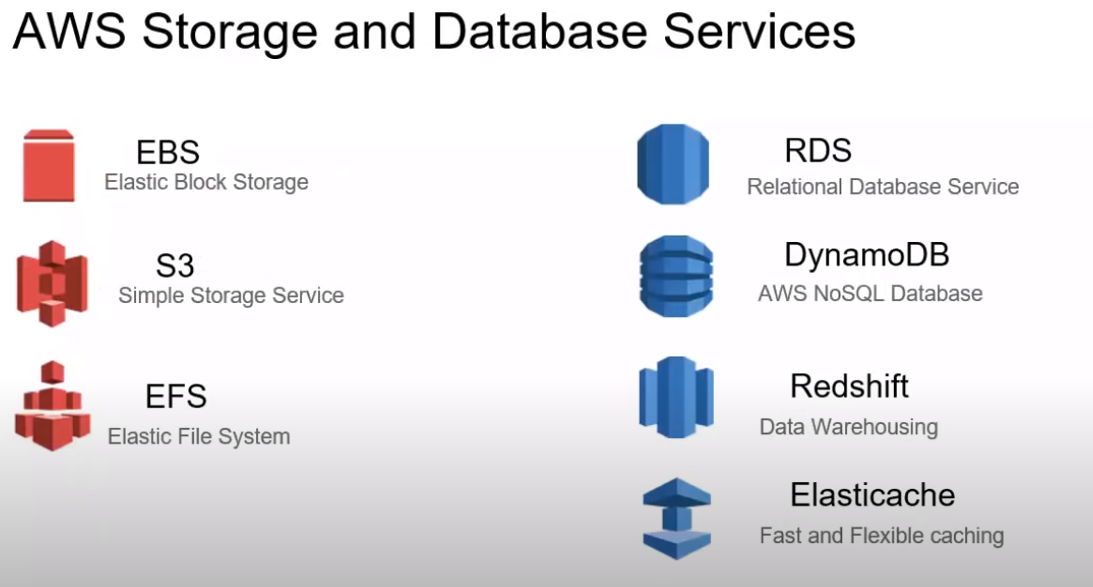 AWS Storage and Database Services
EBS
Elastic Block Storage
S3
Simple Storage Service
EFS
Elastic File System
RDS
Relational Database Service
DynamoDB
AWS NoSQL Database
Redshift
Data Warehousing
Elasticache
Fast and Flexible caching